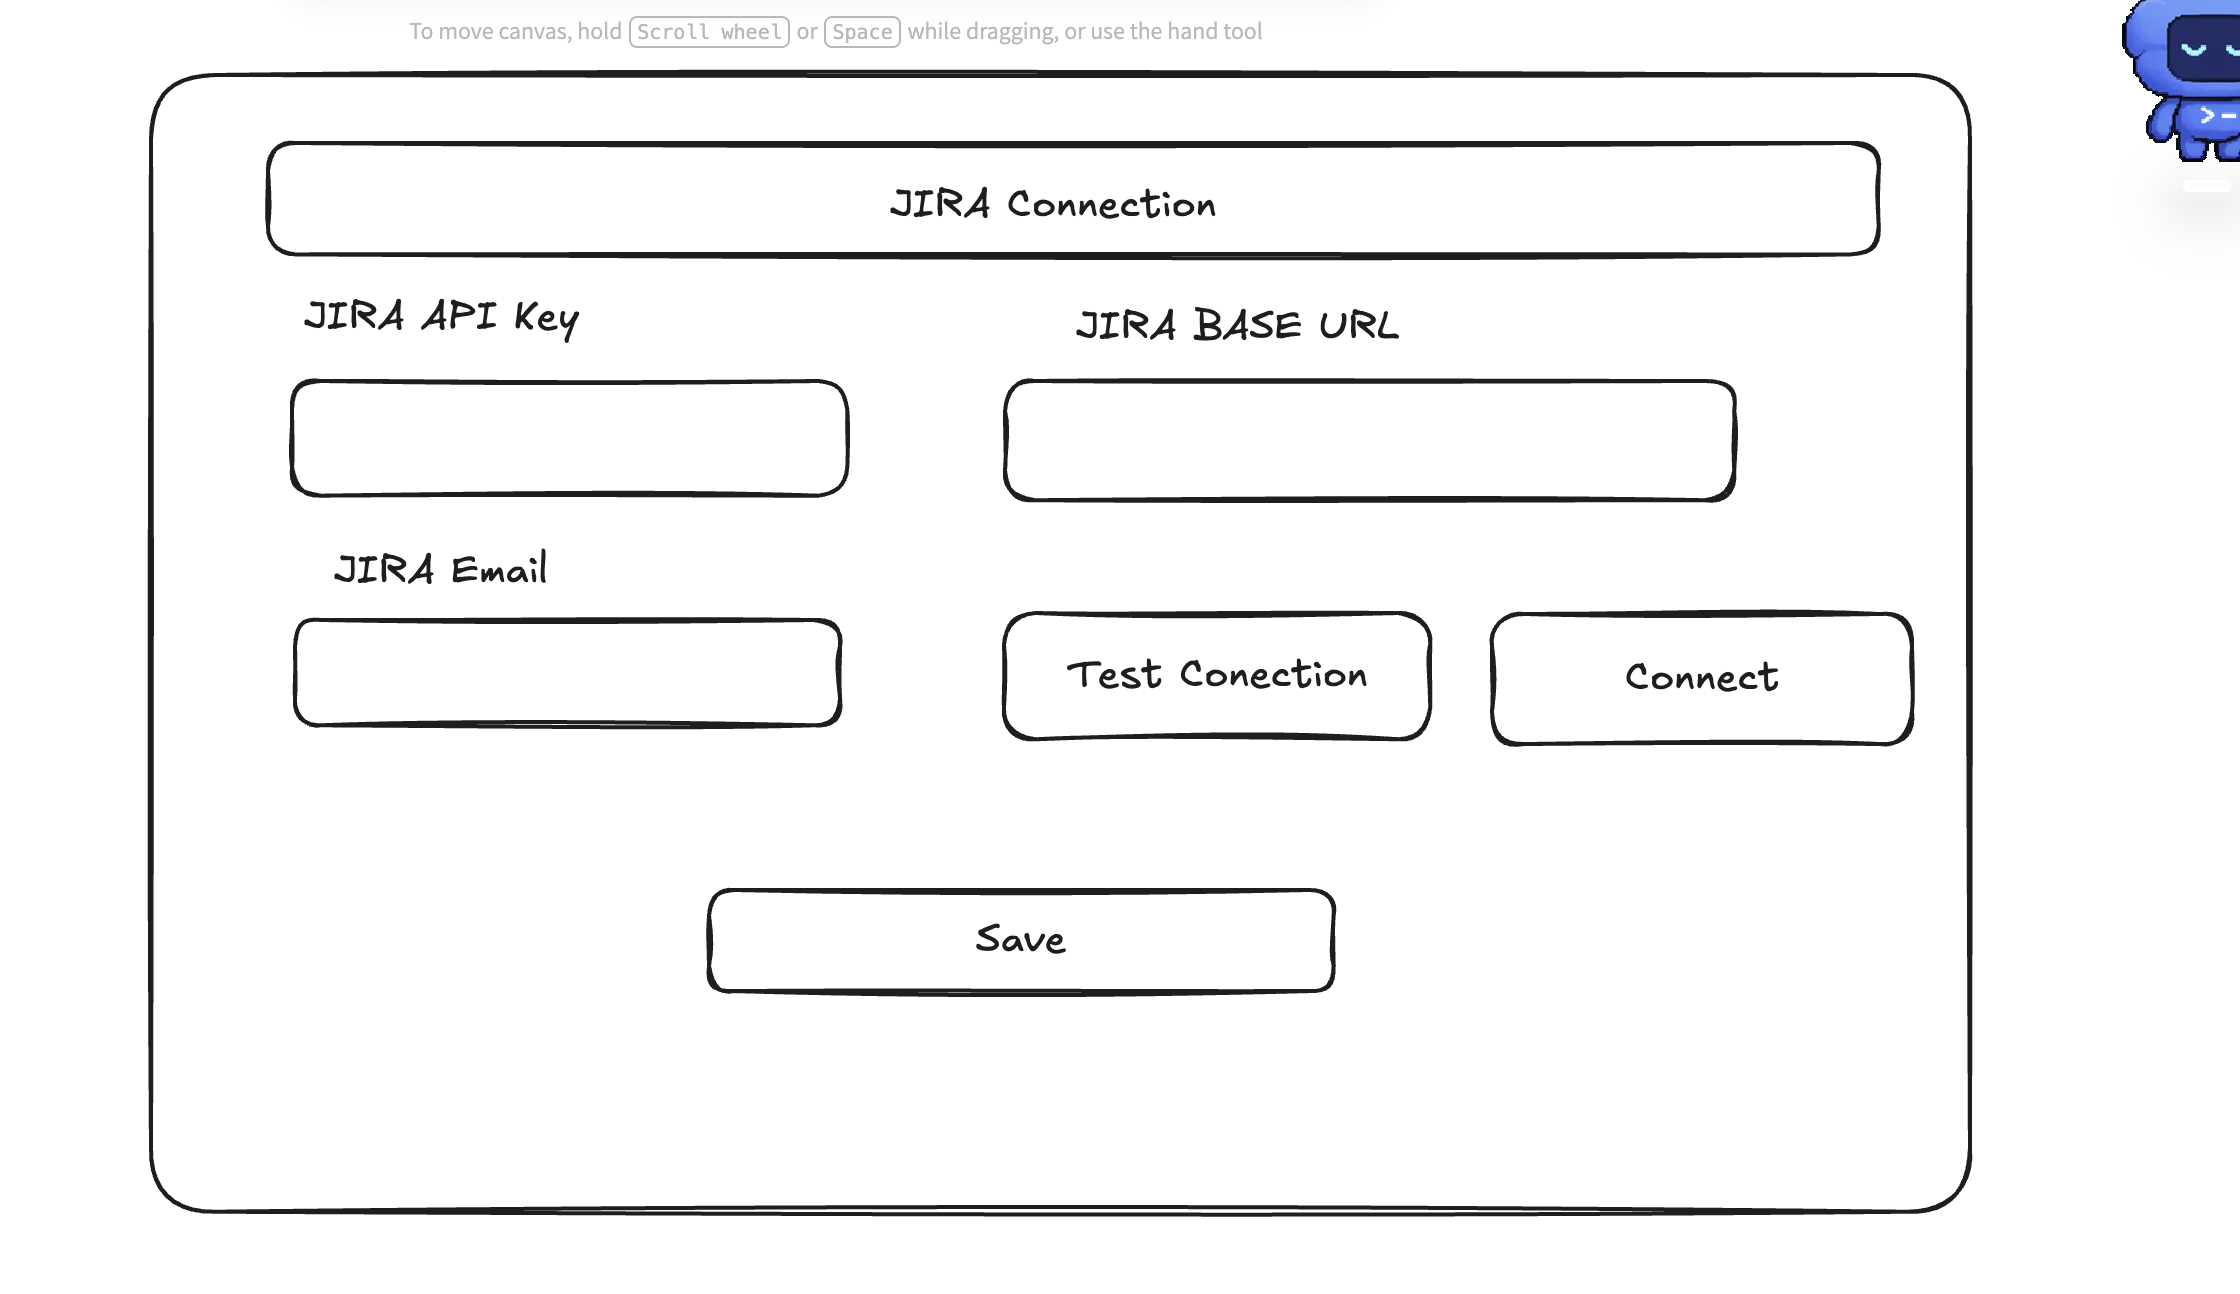 To move canvas, hold Scroll wheel or Space while dragging, or use the hand tool
>-
JIRA Connection
JIRA API Key
JIRA BASE URL
JIRA Email
Test Conection
Connect
Save